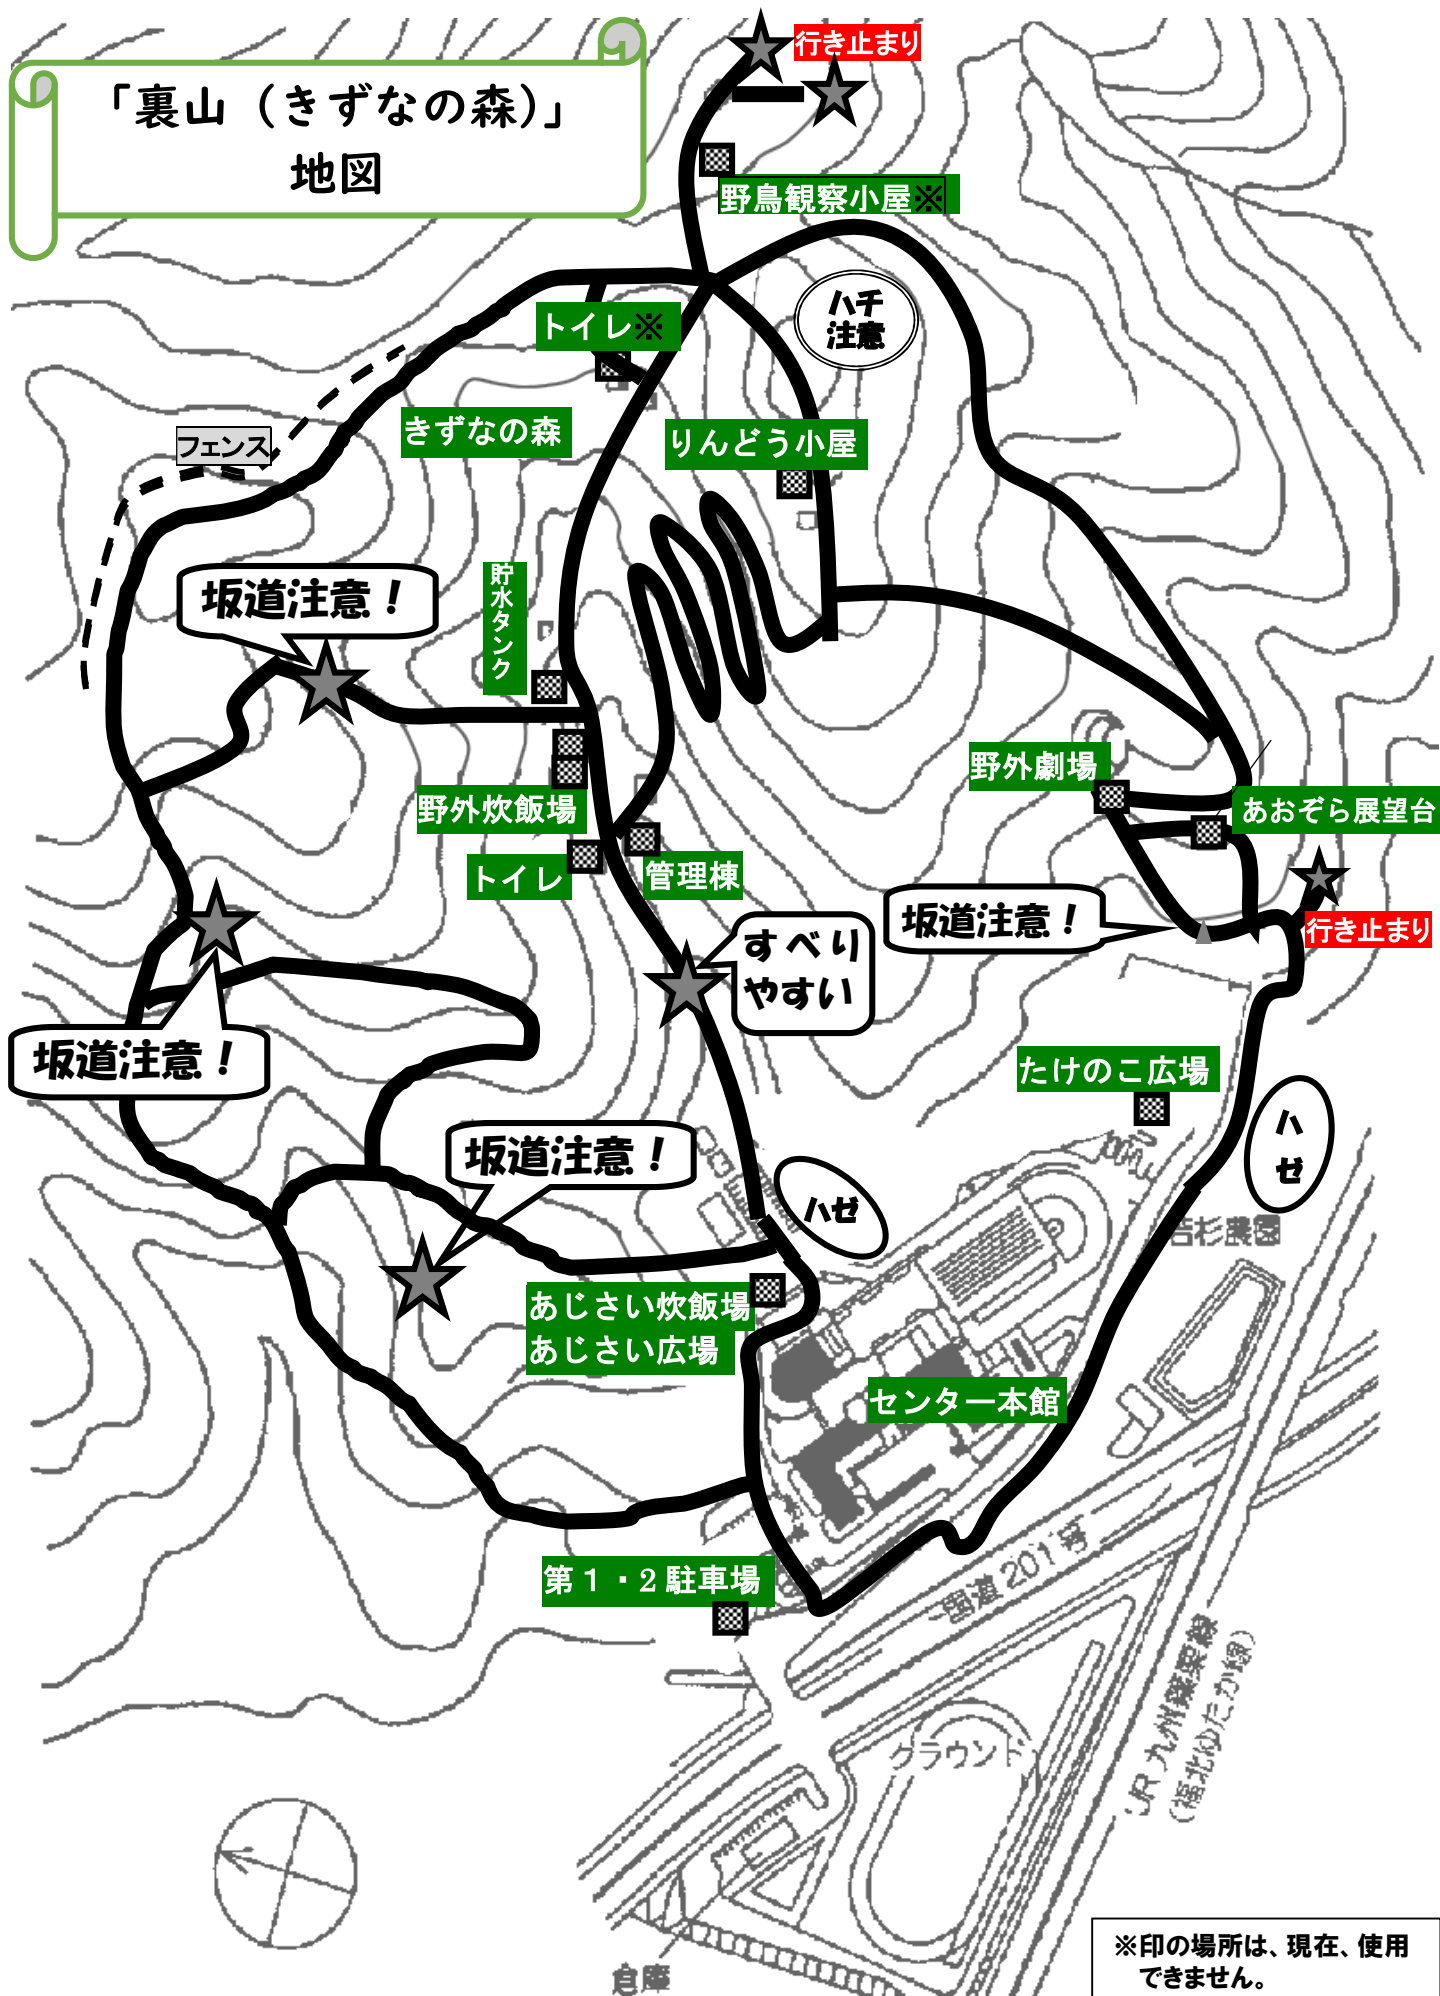 「裏山（きずなの森）」
地図
行き止まり
野鳥観察小屋※
ハチ
注意
トイレ※
きずなの森
りんどう小屋
フェンス
坂道注意！
貯水タンク
野外劇場
あおぞら展望台
野外炊飯場
トイレ
管理棟
坂道注意！
行き止まり
すべり
やすい
坂道注意！
たけのこ広場
ハゼ
坂道注意！
ハゼ
若杉農園
あじさい炊飯場
あじさい広場
センター本館
第１・2駐車場
国道201号
JR九州篠栗線
（福北ゆたか線）
グラウンド
倉庫
※印の場所は、現在、使用
できません。